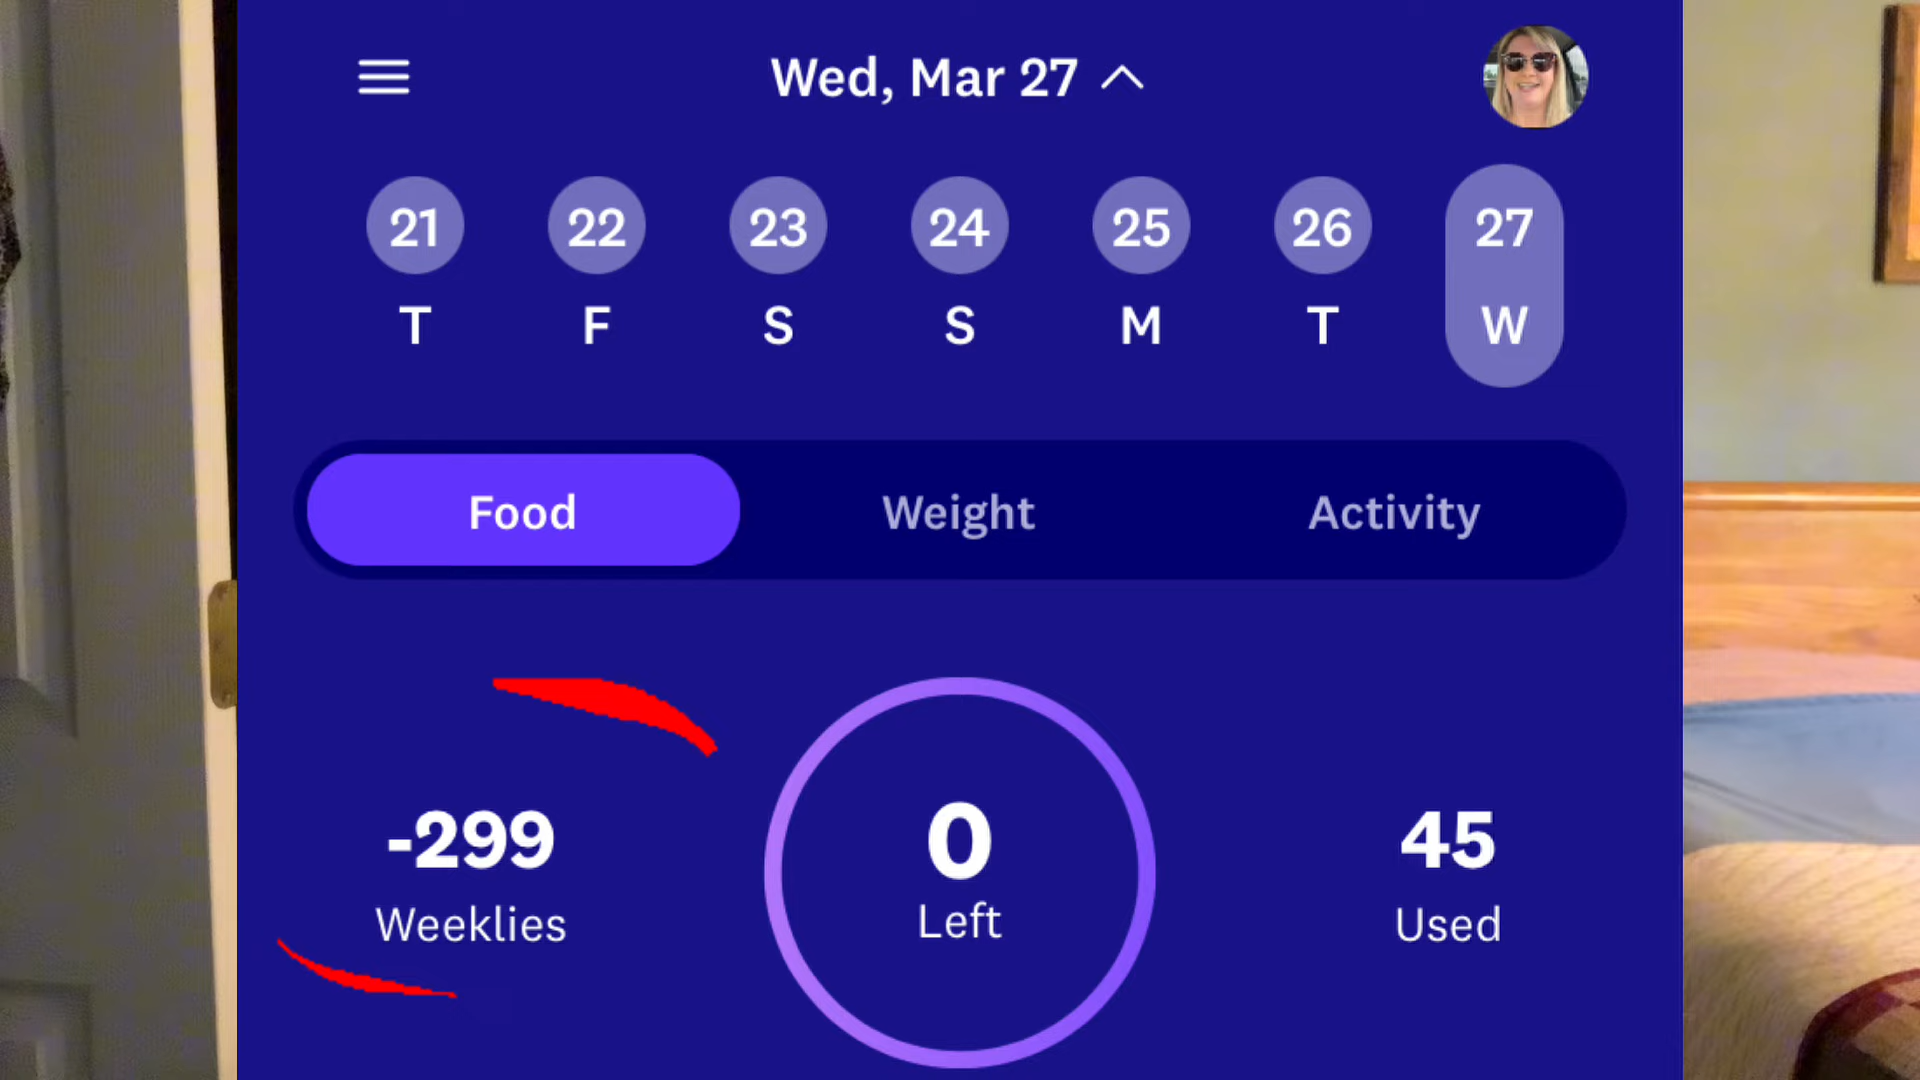 Wed, Mar 27
21 22 23 24 25 26 27
T F S S M T W
Food Weight Activity
-299 0 45
Weeklies Left Used